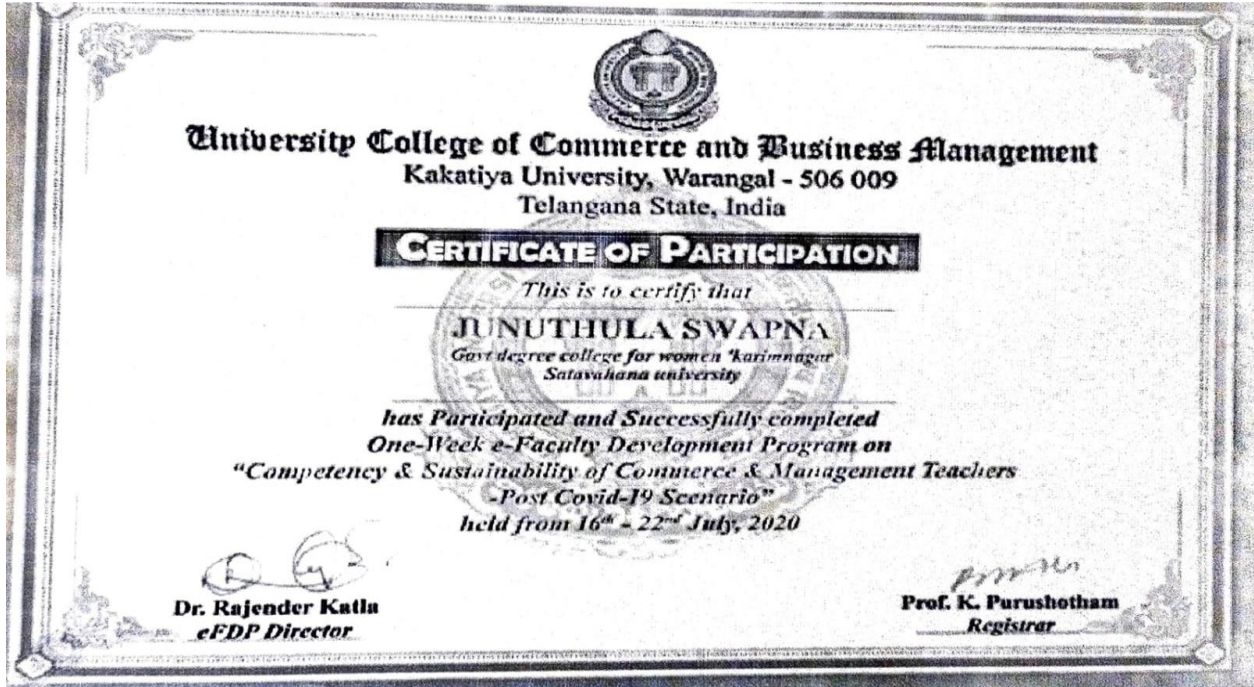 University College of Commerce and Business Management
Kakatiya University, Warangal - 506 009
Telangana State, India
CERTIFICATE OF PARTICIPATION
This is to certify that
JUNUTHULA SWAPNA
Govt degree college for women 'karimnagar
Satavahana university
has Participated and Successfully completed
One-Week e-Faculty Development Program on
"Competency & Sustainability of Commerce & Management Teachers
-Post Covid-19 Scenario"
held from 16th - 22nd July, 2020
Dr. Rajender Katla
eFDP Director
Prof. K. Purushotham
Registrar